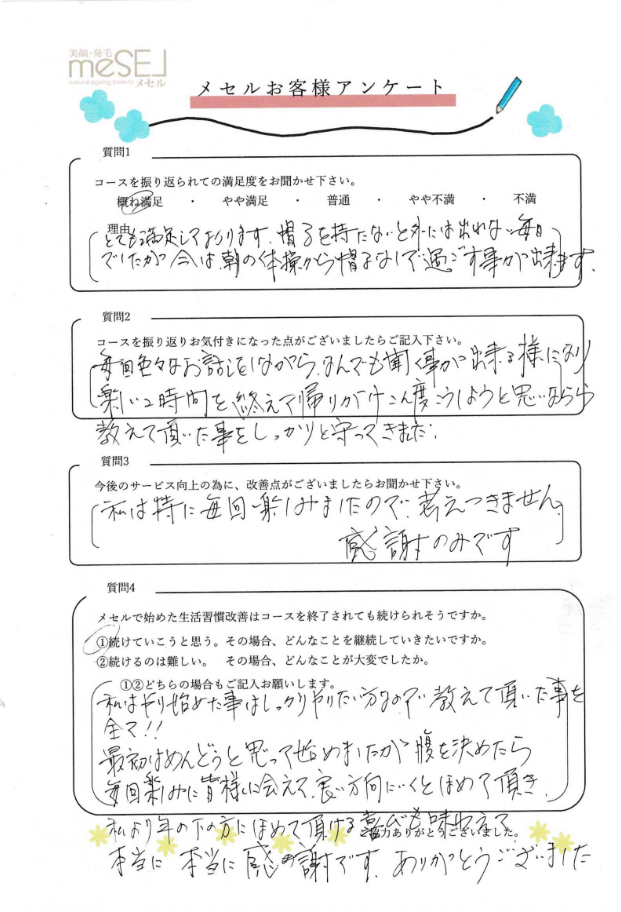 美顔・発毛
meSEL
natural ageing beauty メセル
メセルお客様アンケート
質問1
コースを振り返られての満足度をお聞かせ下さい。
概ね満足 ・ やや満足 ・ 普通 ・ やや不満 ・ 不満
理由
とても満足しております。帽子を持たないと外には出れない毎日
でしたが今は朝の体操から帽子なしで過ごす事が出来ます。
質問2
コースを振り返りお気付きになった点がございましたらご記入下さい。
毎回色々なお話しをしながら、なんでも聞く事が出来る様になり
楽しい2時間を終えて帰りがけこん度こうしようと思いながら
教えて頂いた事をしっかりと守ってきました。
質問3
今後のサービス向上の為に、改善点がございましたらお聞かせ下さい。
私は特に毎回楽しみましたので、考えつきません。
感謝のみです
質問4
メセルで始めた生活習慣改善はコースを終了されても続けられそうですか。
①続けていこうと思う。その場合、どんなことを継続していきたいですか。
②続けるのは難しい。 その場合、どんなことが大変でしたか。
①②どちらの場合もご記入お願いします。
私はやり始めた事はしっかりやりたい方なので、教えて頂いた事を
全て!!
最初はめんどうと思って始めましたが腹を決めたら
毎回楽しみに皆様に会えて、良い方向にいくとほめて頂き、
私より年の下の方にほめて頂ける喜びも味わえて
ご協力ありがとうございました。
本当に 本当に 感謝です。ありがとうございました